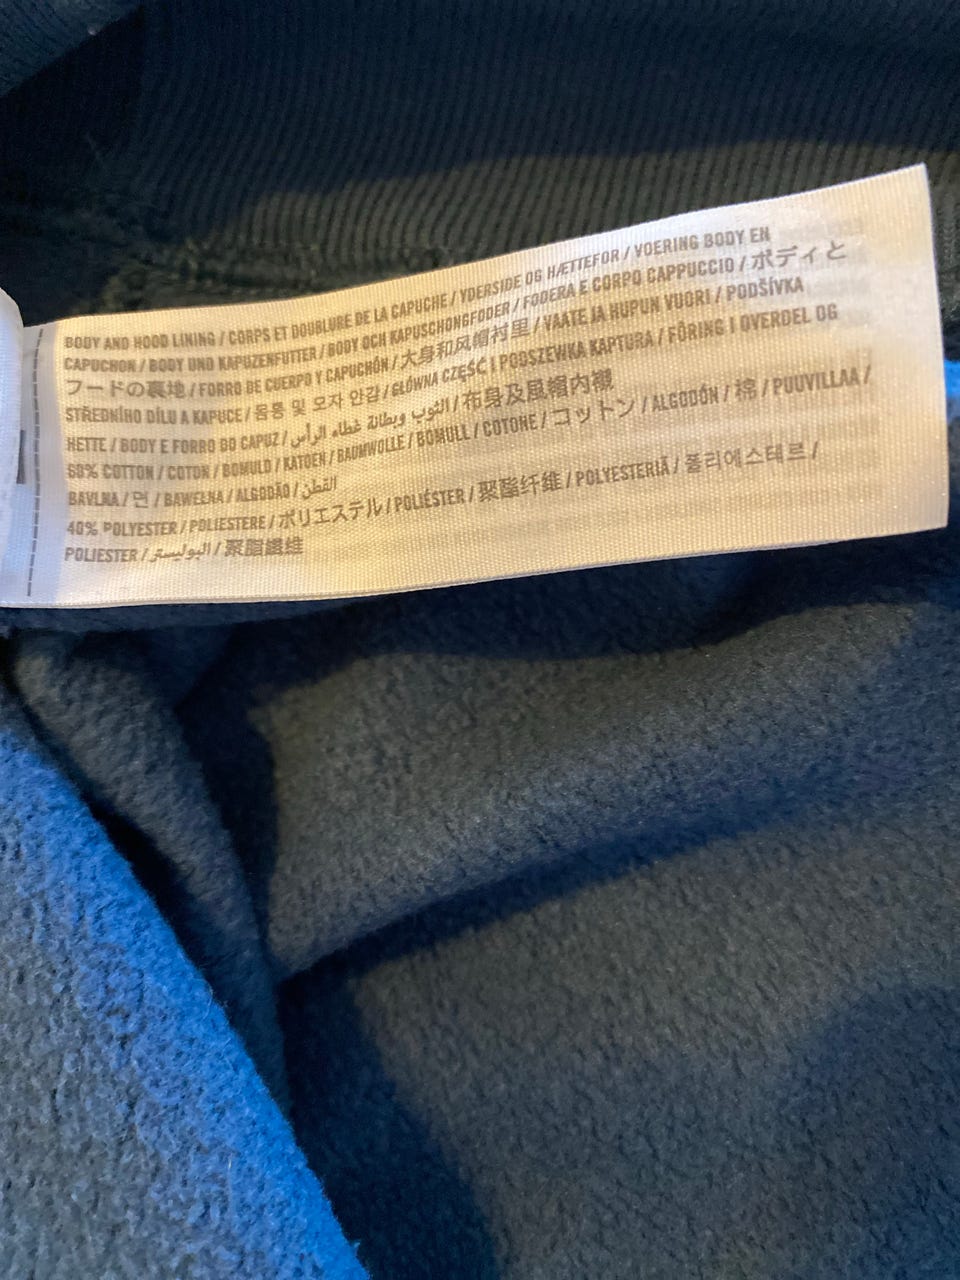 BODY AND HOOD LINING / CORPS ET DOUBLURE DE LA CAPUCHE / YDERSIDE OG HÆTTEFOR / VOERING BODY EN
CAPUCHON / BODY UND KAPUZENFUTTER / BODY OCH KAPUSCHONGFODER / FODERA E CORPO CAPPUCCIO / ボディと
フードの裏地 / FORRO DE CUERPO Y CAPUCHÓN / 大身和风帽衬里 / VAATE JA HUPUN VUORI / PODŠÍVKA
STŘEDNÍHO DÍLU A KAPUCE / 몸통 및 모자 안감 / GŁÓWNA CZĘŚĆ I PODSZEWKA KAPTURA / FÔRING I OVERDEL OG
HETTE / BODY E FORRO DO CAPUZ / الثوب وبطانة غطاء الرأس / 布身及風帽內襯
60% COTTON / COTON / BOMULD / KATOEN / BAUMWOLLE / BOMULL / COTONE / コットン / ALGODÓN / 棉 / PUUVILLAA /
BAVLNA / 면 / BAWEŁNA / ALGODÃO / القطن
40% POLYESTER / POLIESTERE / ポリエステル / POLIÉSTER / 聚酯纤维 / POLYESTERIÄ / 폴리에스테르 /
POLIESTER / البوليستر / 聚脂纖維